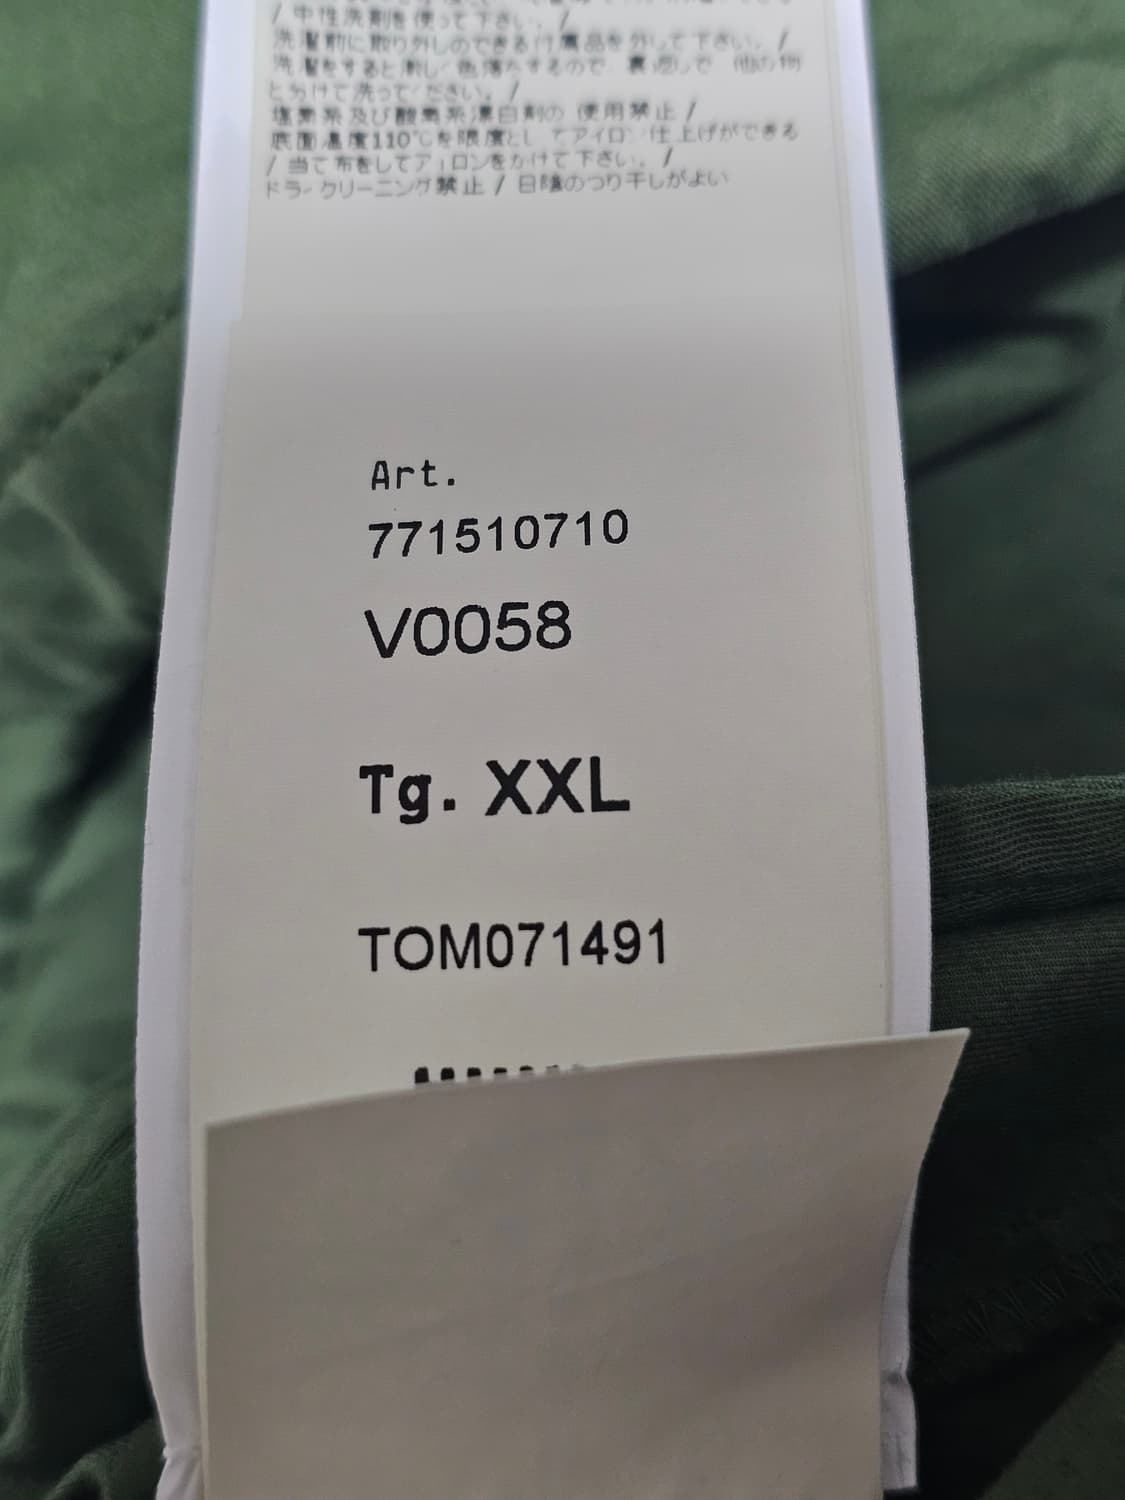 / 中性洗剤を使って下さい。 /
洗濯前に取り外しのできる付属品を外して下さい。 /
洗濯をすると激しく色落ちするので 裏返しで 他の物
と分けて洗ってください。 /
塩素系及び酸素系漂白剤の 使用禁止 /
底面温度110℃を限度として アイロン仕上げができる
/ 当て布をしてアイロンをかけて下さい。 /
ドライクリーニング禁止 / 日陰のつり干しがよい
Art.
771510710
V0058
Tg. XXL
TOM071491